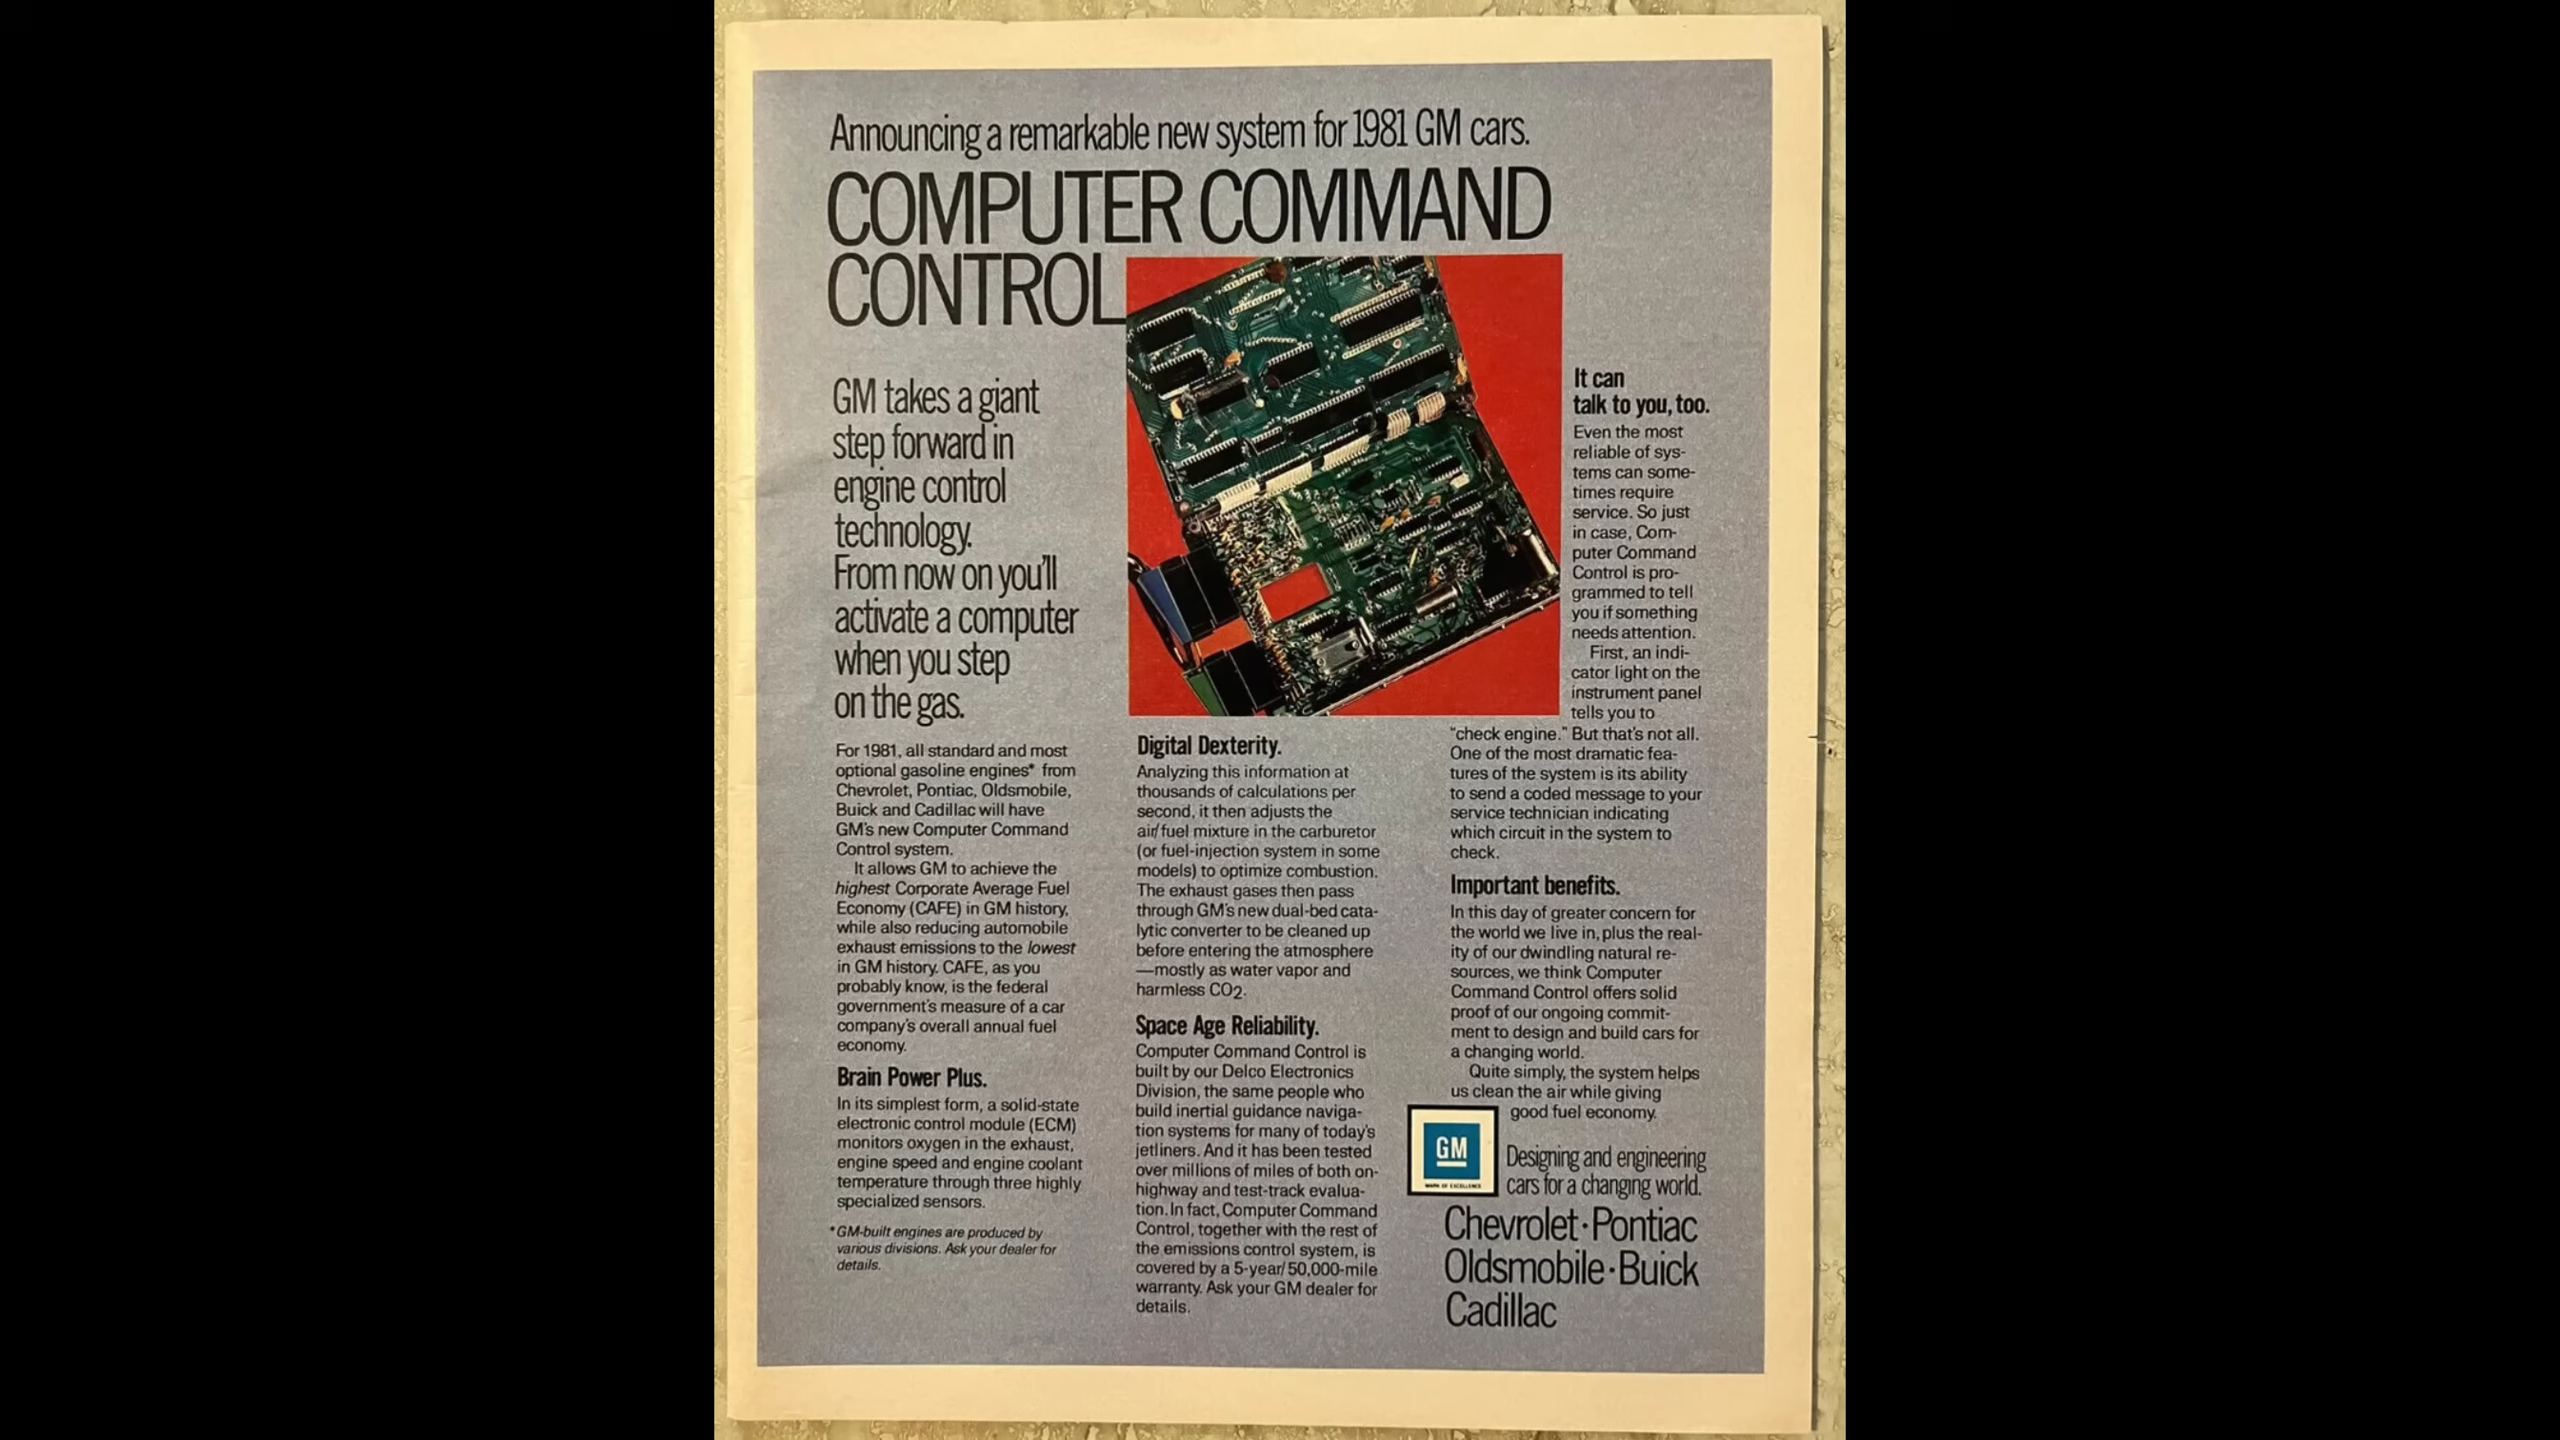 Announcing a remarkable new system for 1981 GM cars.
COMPUTER COMMAND
CONTROL
GM takes a giant
step forward in
engine control
technology.
From now on you'll
activate a computer
when you step
on the gas.
For 1981, all standard and most
optional gasoline engines* from
Chevrolet, Pontiac, Oldsmobile,
Buick and Cadillac will have
GM's new Computer Command
Control system.
It allows GM to achieve the
highest Corporate Average Fuel
Economy (CAFE) in GM history,
while also reducing automobile
exhaust emissions to the lowest
in GM history. CAFE, as you
probably know, is the federal
government's measure of a car
company's overall annual fuel
economy.
Brain Power Plus.
In its simplest form, a solid-state
electronic control module (ECM)
monitors oxygen in the exhaust,
engine speed and engine coolant
temperature through three highly
specialized sensors.
*GM-built engines are produced by
various divisions. Ask your dealer for
details.
Digital Dexterity.
Analyzing this information at
thousands of calculations per
second, it then adjusts the
air/fuel mixture in the carburetor
(or fuel-injection system in some
models) to optimize combustion.
The exhaust gases then pass
through GM's new dual-bed cata-
lytic converter to be cleaned up
before entering the atmosphere
—mostly as water vapor and
harmless CO2.
Space Age Reliability.
Computer Command Control is
built by our Delco Electronics
Division, the same people who
build inertial guidance naviga-
tion systems for many of today's
jetliners. And it has been tested
over millions of miles of both on-
highway and test-track evalua-
tion. In fact, Computer Command
Control, together with the rest of
the emissions control system, is
covered by a 5-year/50,000-mile
warranty. Ask your GM dealer for
details.
It can
talk to you, too.
Even the most
reliable of sys-
tems can some-
times require
service. So just
in case, Com-
puter Command
Control is pro-
grammed to tell
you if something
needs attention.
First, an indi-
cator light on the
instrument panel
tells you to
"check engine." But that's not all.
One of the most dramatic fea-
tures of the system is its ability
to send a coded message to your
service technician indicating
which circuit in the system to
check.
Important benefits.
In this day of greater concern for
the world we live in, plus the real-
ity of our dwindling natural re-
sources, we think Computer
Command Control offers solid
proof of our ongoing commit-
ment to design and build cars for
a changing world.
Quite simply, the system helps
us clean the air while giving
good fuel economy.
GM
MARK OF EXCELLENCE
Designing and engineering
cars for a changing world.
Chevrolet·Pontiac
Oldsmobile·Buick
Cadillac